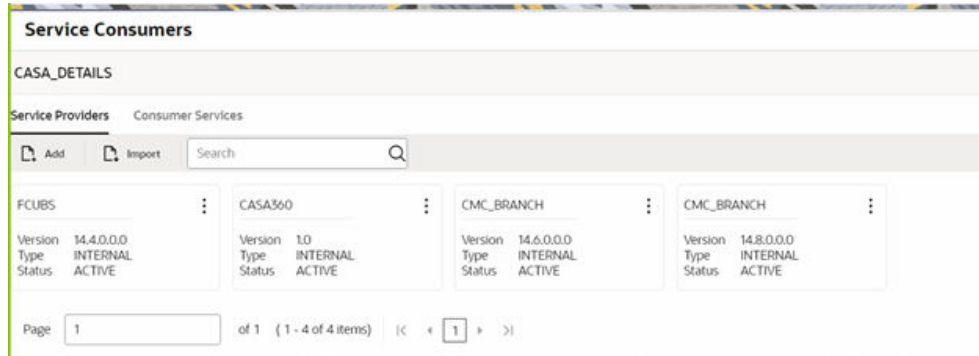 Service Consumers
CASA_DETAILS
Service Providers Consumer Services
Add Import Search
FCUBS CASA360 CMC_BRANCH CMC_BRANCH
Version 14.4.0.0.0 Version 1.0 Version 14.6.0.0.0 Version 14.8.0.0.0
Type INTERNAL Type INTERNAL Type INTERNAL Type INTERNAL
Status ACTIVE Status ACTIVE Status ACTIVE Status ACTIVE
Page 1 of 1 (1 - 4 of 4 items) 1